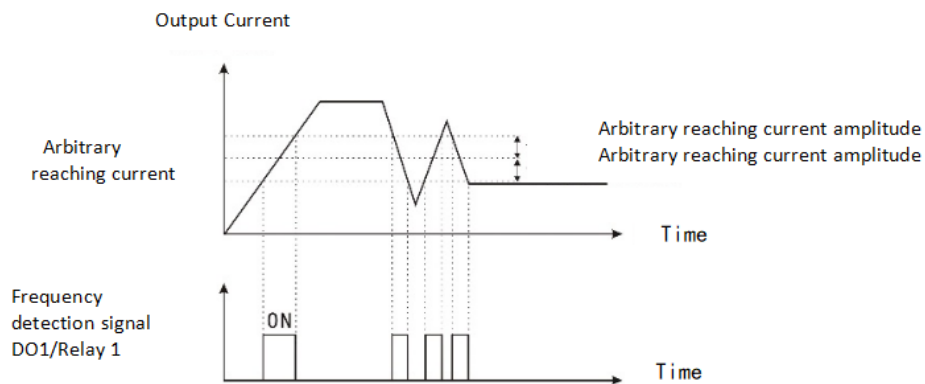 Output Current
Arbitrary
reaching current
Arbitrary reaching current amplitude
Arbitrary reaching current amplitude
Time
Frequency
detection signal
DO1/Relay 1
ON
Time